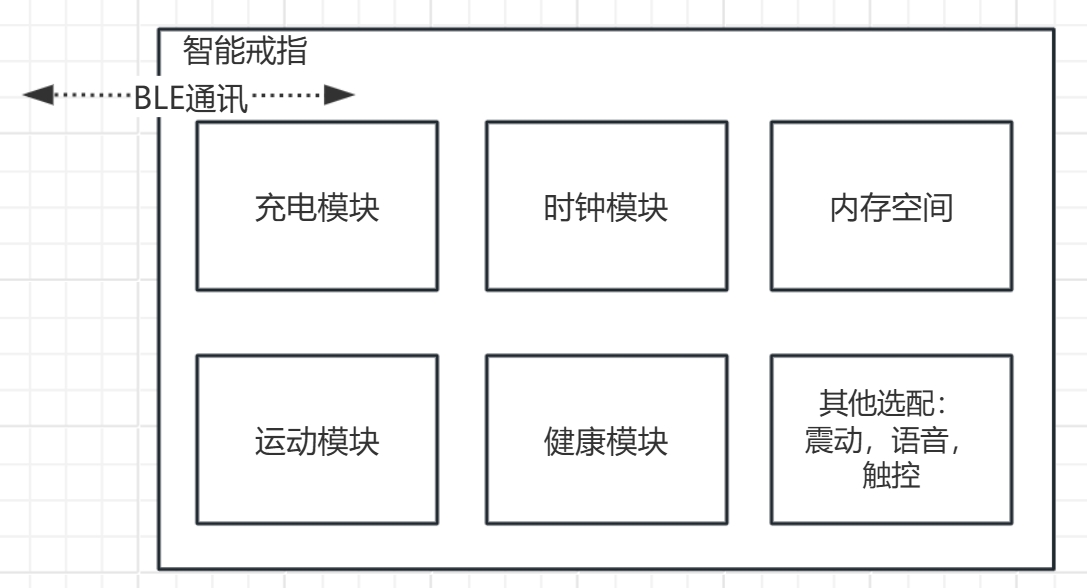 智能戒指
BLE通讯
充电模块
时钟模块
内存空间
运动模块
健康模块
其他选配：
震动，语音，
触控